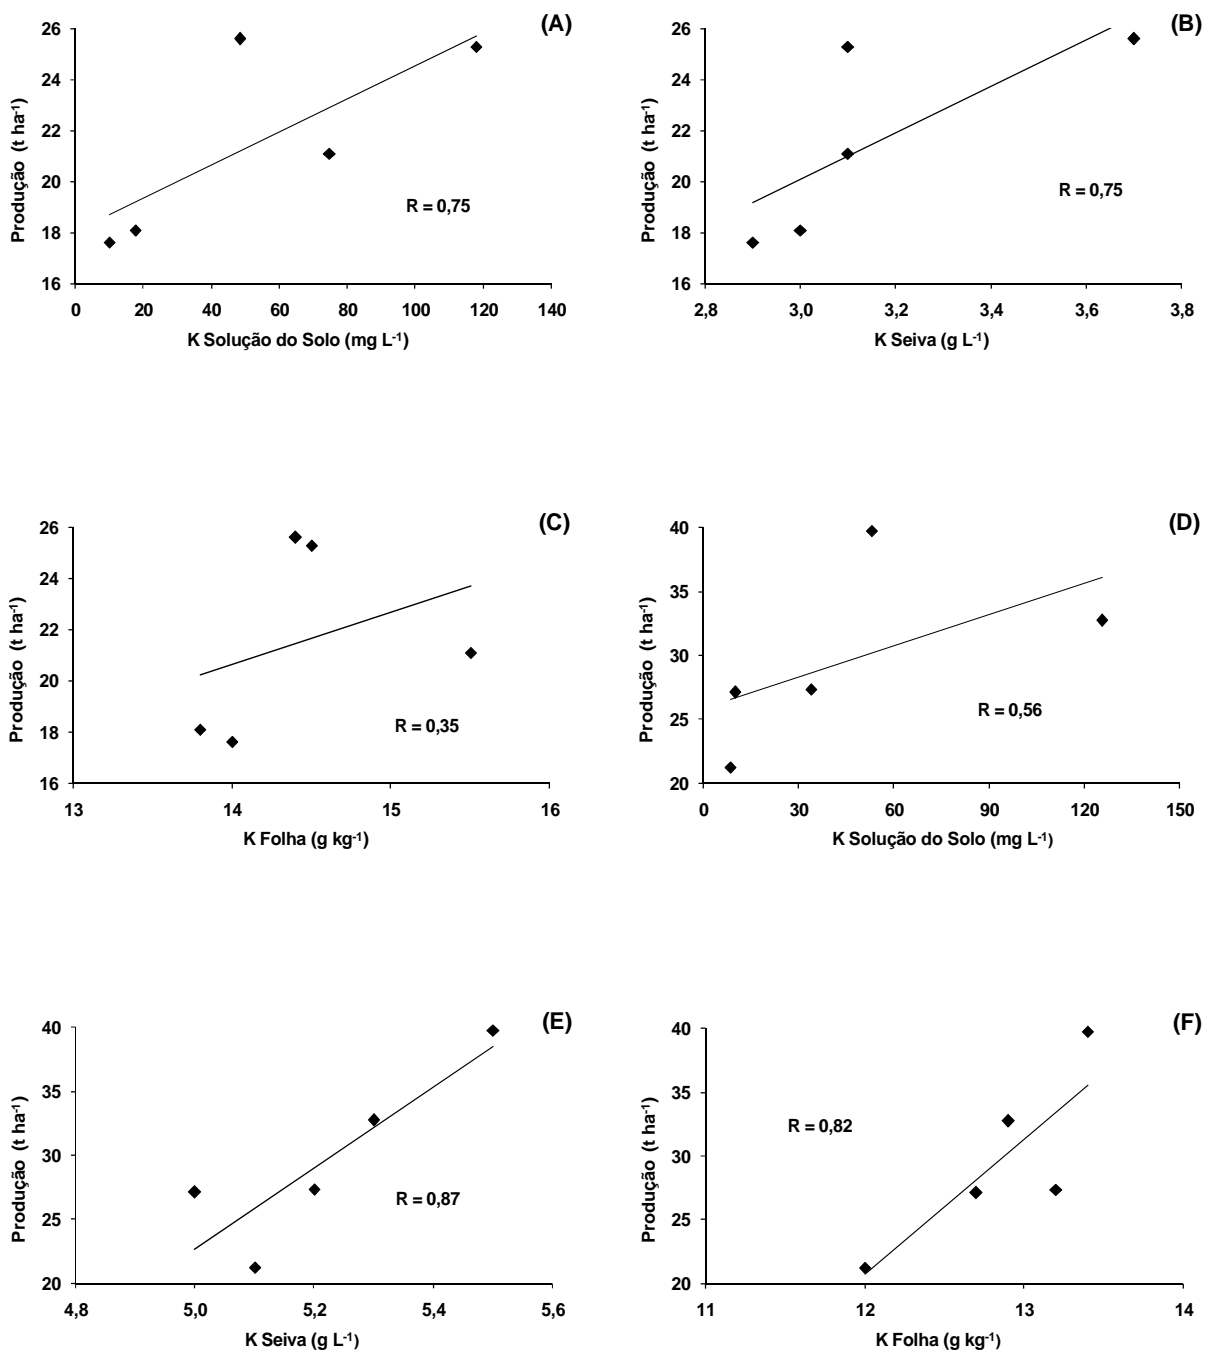 (A)
Produção (t ha-1)
26
24
22
20
18
16
R = 0,75
0 20 40 60 80 100 120 140
K Solução do Solo (mg L-1)
(B)
Produção (t ha-1)
26
24
22
20
18
16
R = 0,75
2,8 3,0 3,2 3,4 3,6 3,8
K Seiva (g L-1)
(C)
Produção (t ha-1)
26
24
22
20
18
16
R = 0,35
13 14 15 16
K Folha (g kg-1)
(D)
Produção (t ha-1)
40
35
30
25
20
R = 0,56
0 30 60 90 120 150
K Solução do Solo (mg L-1)
(E)
Produção (t ha-1)
40
35
30
25
20
R = 0,87
4,8 5,0 5,2 5,4 5,6
K Seiva (g L-1)
(F)
Produção (t ha-1)
40
35
30
25
20
R = 0,82
11 12 13 14
K Folha (g kg-1)